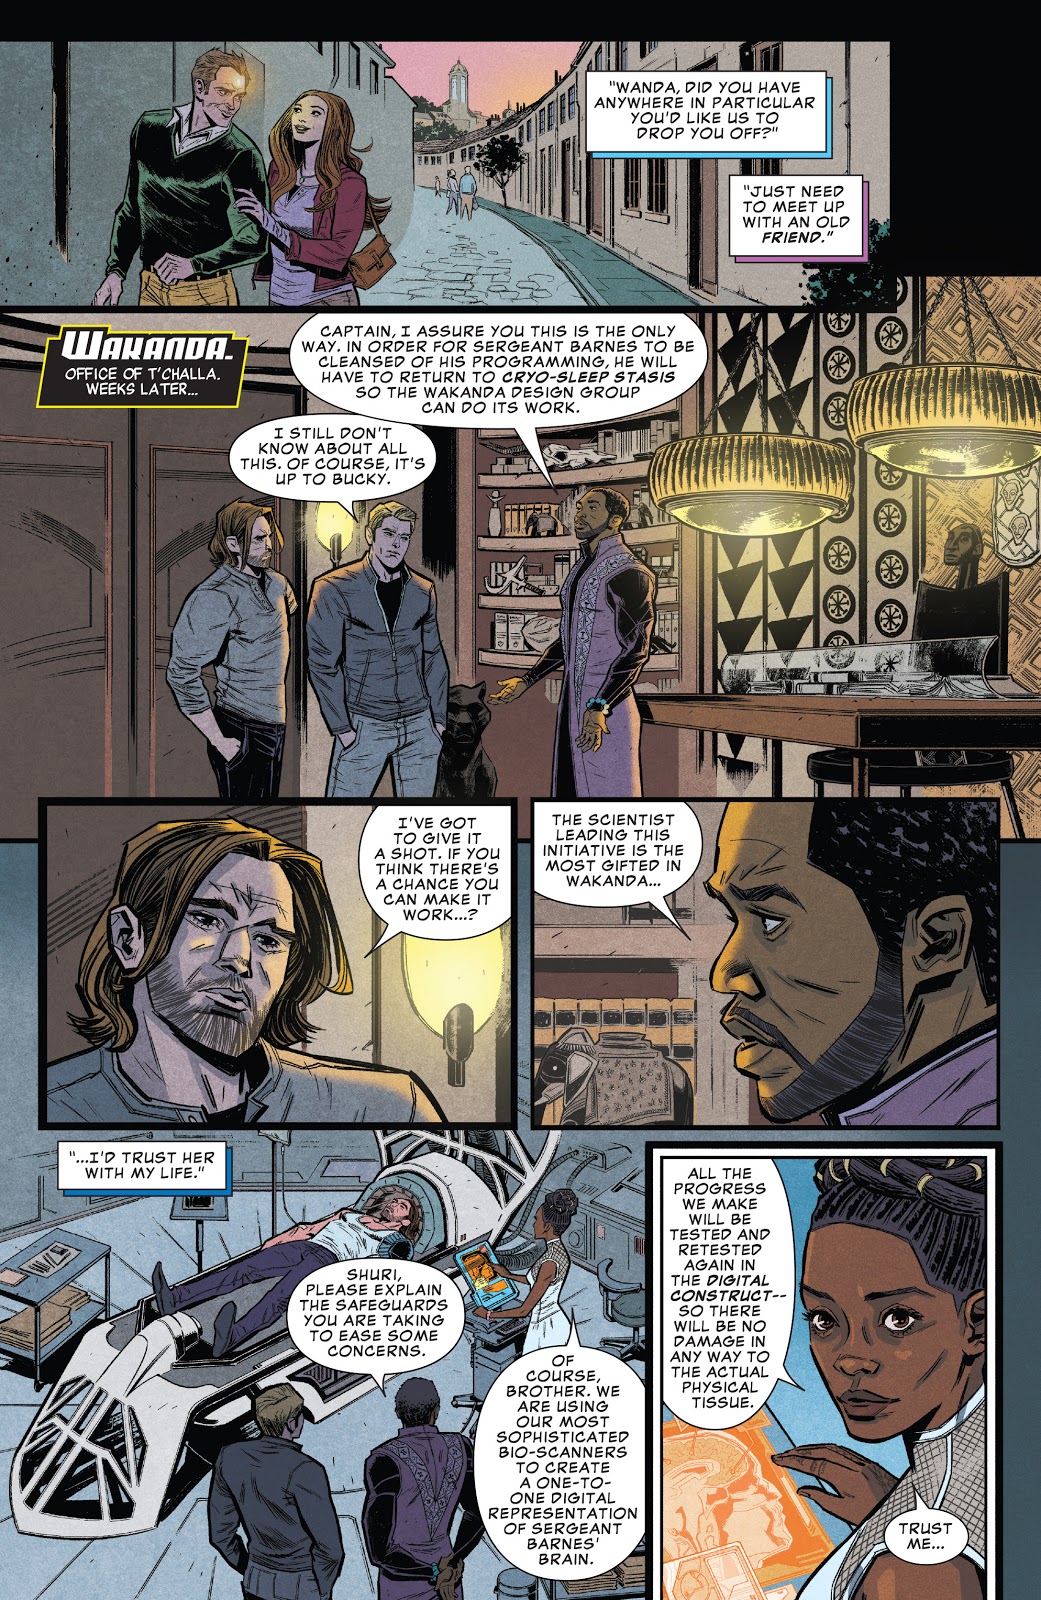 "WANDA, DID YOU HAVE
ANYWHERE IN PARTICULAR
YOU'D LIKE US TO
DROP YOU OFF?"
"JUST NEED
TO MEET UP
WITH AN OLD
FRIEND."
WAKANDA.
OFFICE OF T'CHALLA.
WEEKS LATER...
CAPTAIN, I ASSURE YOU THIS IS THE ONLY
WAY. IN ORDER FOR SERGEANT BARNES TO BE
CLEANSED OF HIS PROGRAMMING, HE WILL
HAVE TO RETURN TO CRYO-SLEEP STASIS
SO THE WAKANDA DESIGN GROUP
CAN DO ITS WORK.
I STILL DON'T
KNOW ABOUT ALL
THIS. OF COURSE, IT'S
UP TO BUCKY.
I'VE GOT
TO GIVE IT
A SHOT. IF YOU
THINK THERE'S
A CHANCE YOU
CAN MAKE IT
WORK...?
THE SCIENTIST
LEADING THIS
INITIATIVE IS THE
MOST GIFTED IN
WAKANDA...
"...I'D TRUST HER
WITH MY LIFE."
SHURI,
PLEASE EXPLAIN
THE SAFEGUARDS
YOU ARE TAKING
TO EASE SOME
CONCERNS.
OF
COURSE,
BROTHER. WE
ARE USING
OUR MOST
SOPHISTICATED
BIO-SCANNERS
TO CREATE
A ONE-TO-
ONE DIGITAL
REPRESENTATION
OF SERGEANT
BARNES'
BRAIN.
ALL THE
PROGRESS
WE MAKE
WILL BE
TESTED AND
RETESTED
AGAIN IN
THE DIGITAL
CONSTRUCT--
SO THERE
WILL BE NO
DAMAGE IN
ANY WAY TO
THE ACTUAL
PHYSICAL
TISSUE.
TRUST
ME...